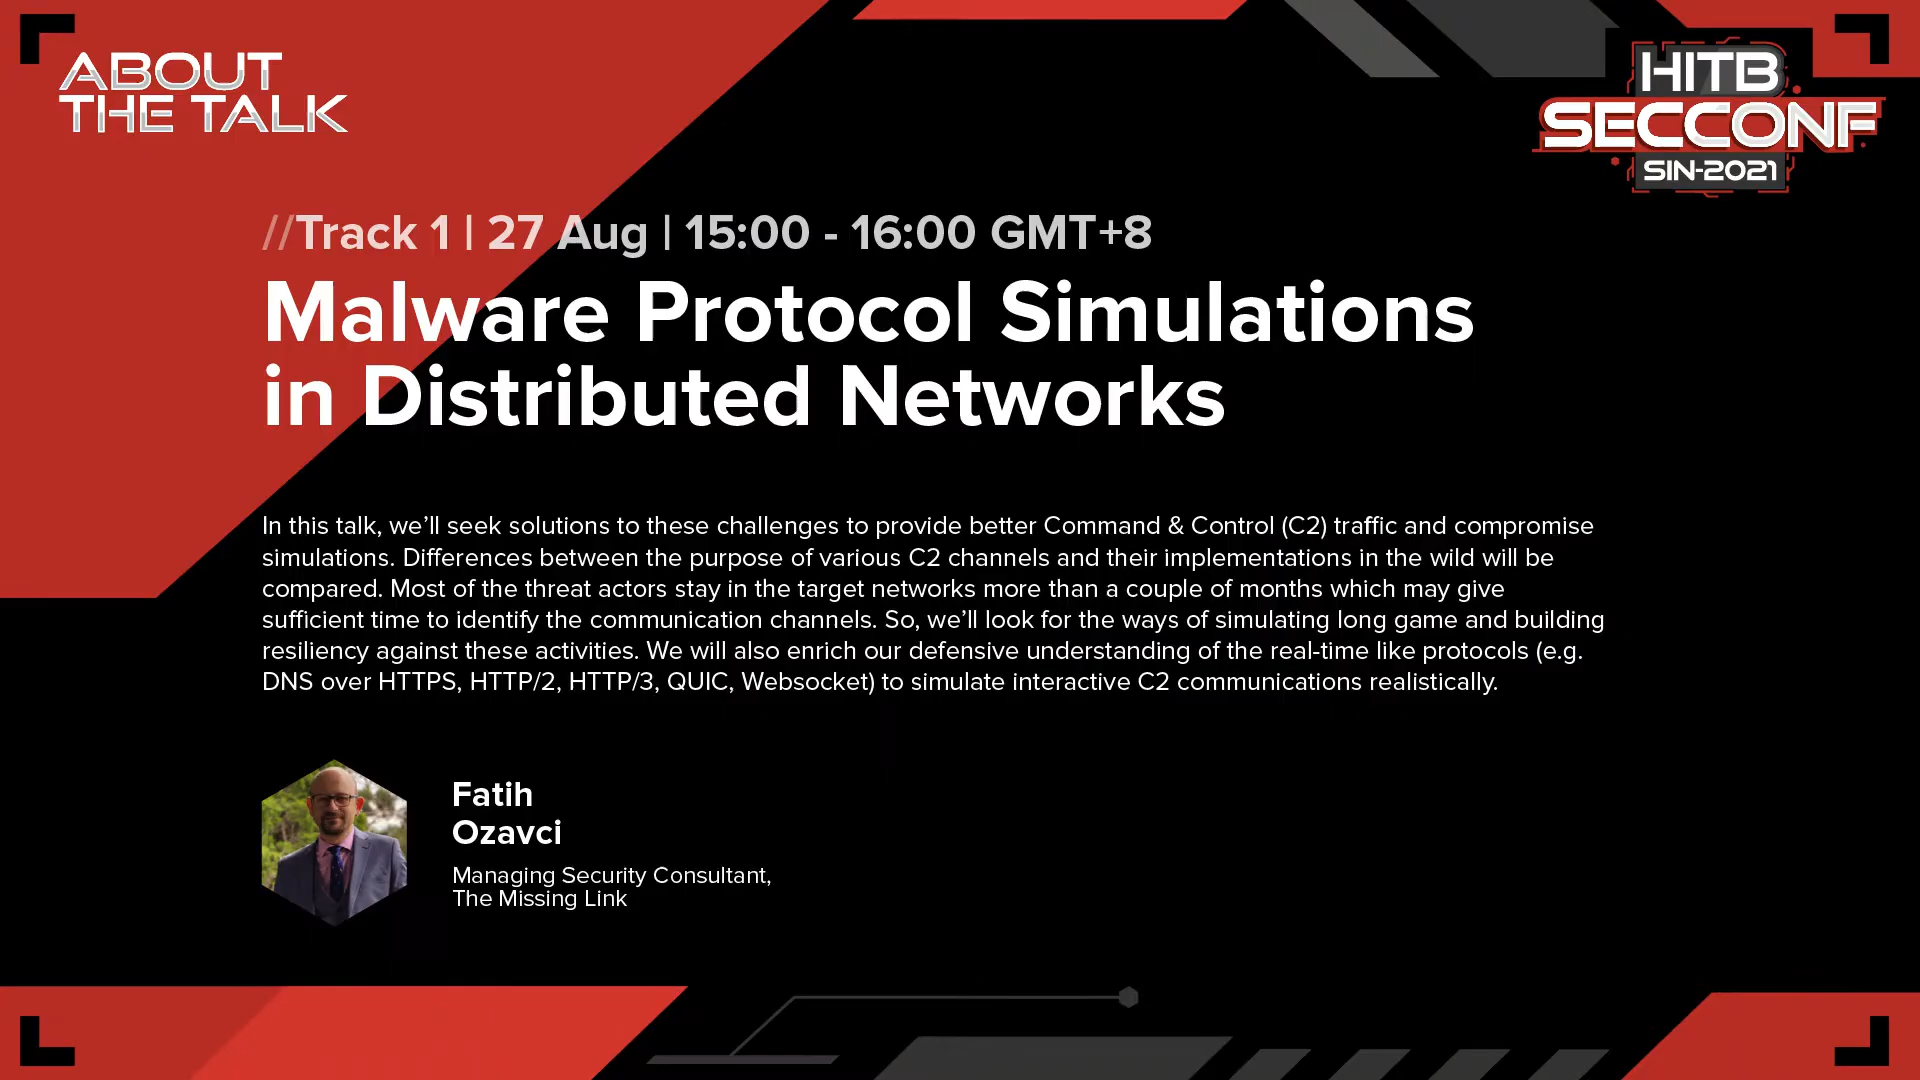 ABOUT
THE TALK
HITB
SECCONF
SIN-2021
//Track 1 | 27 Aug | 15:00 - 16:00 GMT+8
Malware Protocol Simulations
in Distributed Networks
In this talk, we’ll seek solutions to these challenges to provide better Command & Control (C2) traffic and compromise
simulations. Differences between the purpose of various C2 channels and their implementations in the wild will be
compared. Most of the threat actors stay in the target networks more than a couple of months which may give
sufficient time to identify the communication channels. So, we’ll look for the ways of simulating long game and building
resiliency against these activities. We will also enrich our defensive understanding of the real-time like protocols (e.g.
DNS over HTTPS, HTTP/2, HTTP/3, QUIC, Websocket) to simulate interactive C2 communications realistically.
Fatih
Ozavci
Managing Security Consultant,
The Missing Link